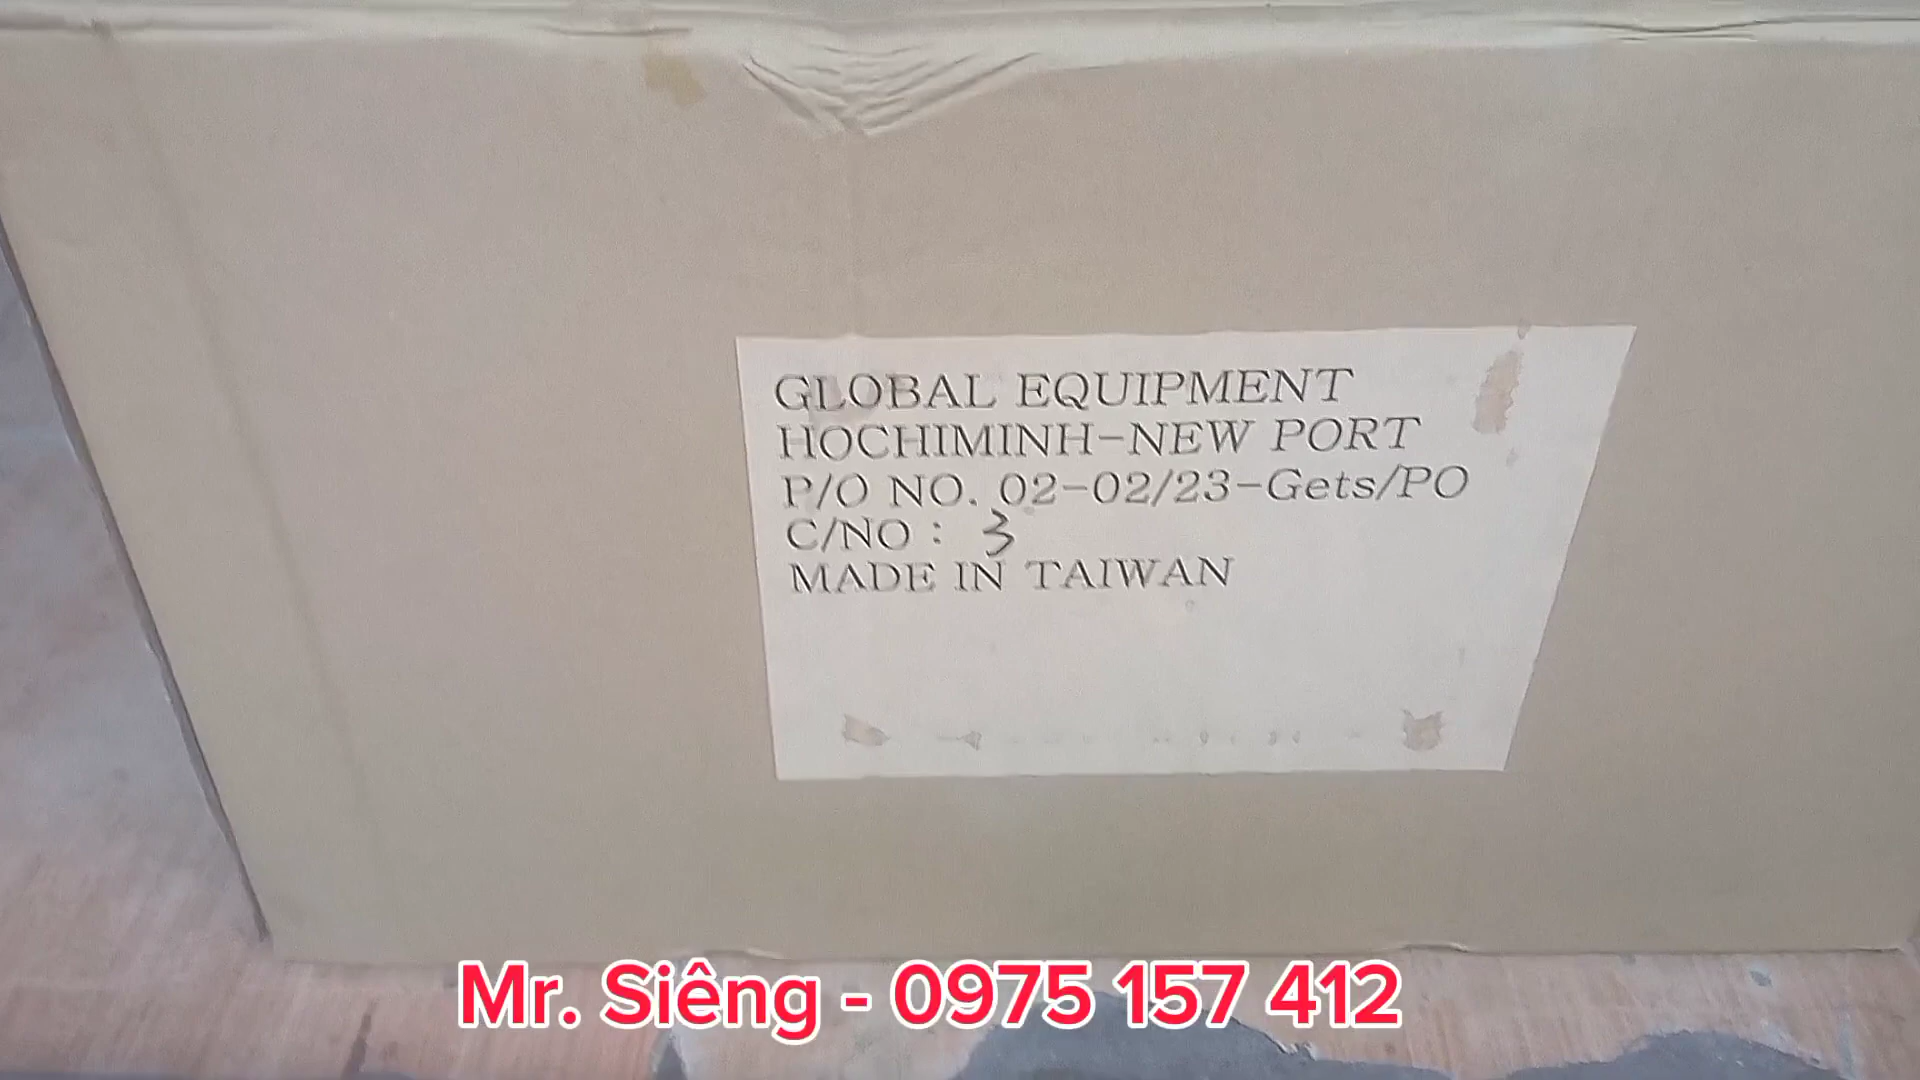 GLOBAL EQUIPMENT
HOCHIMINH-NEW PORT
P/O NO. 02-02/23-Gets/PO
C/NO : 3
MADE IN TAIWAN
Mr. Siêng - 0975 157 412